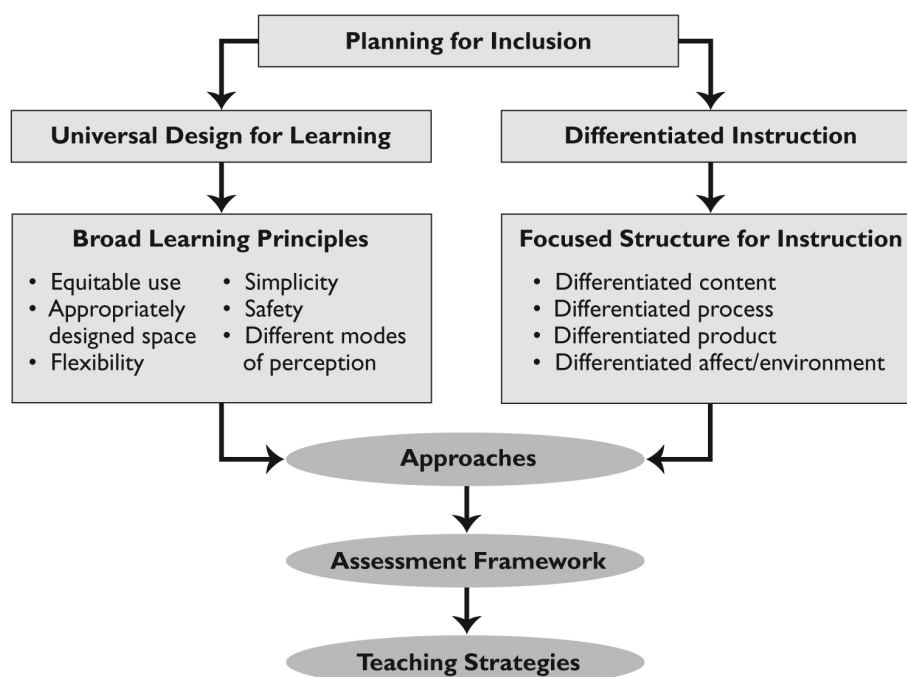 Planning for Inclusion
Universal Design for Learning
Differentiated Instruction
Broad Learning Principles
• Equitable use
• Appropriately
designed space
• Flexibility
• Simplicity
• Safety
• Different modes
of perception
Focused Structure for Instruction
• Differentiated content
• Differentiated process
• Differentiated product
• Differentiated affect/environment
Approaches
Assessment Framework
Teaching Strategies